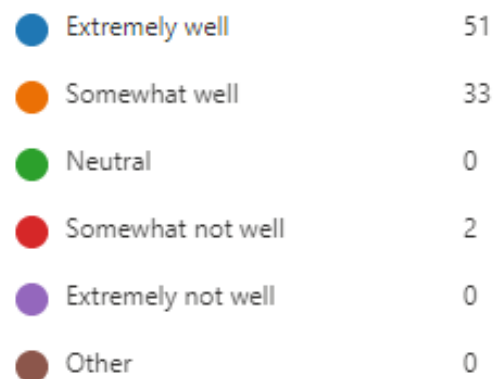 Extremely well 51
Somewhat well 33
Neutral 0
Somewhat not well 2
Extremely not well 0
Other 0